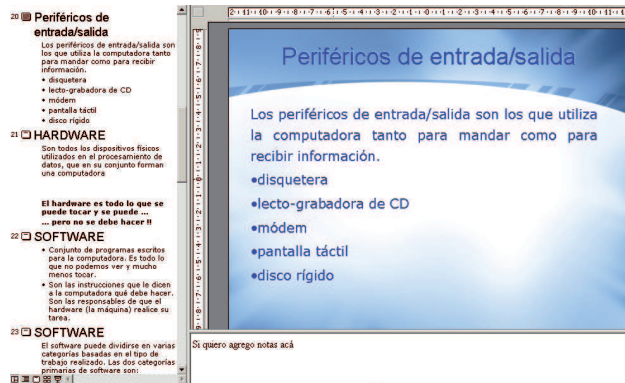 20 Periféricos de
entrada/salida
Los periféricos de entrada/salida son
los que utiliza la computadora tanto
para mandar como para recibir
información.
• disquetera
• lecto-grabadora de CD
• módem
• pantalla táctil
• disco rígido
21 HARDWARE
Son todos los dispositivos físicos
utilizados en el procesamiento de
datos, que en su conjunto forman
una computadora
El hardware es todo lo que se
puede tocar y se puede ...
... pero no se debe hacer !!
22 SOFTWARE
• Conjunto de programas escritos
para la computadora. Es todo lo
que no podemos ver y mucho
menos tocar.
• Son las instrucciones que le dicen
a la computadora qué debe hacer.
Son las responsables de que el
hardware (la máquina) realice su
tarea.
23 SOFTWARE
El software puede dividirse en varias
categorías basadas en el tipo de
trabajo realizado. Las dos categorías
primarias de software son:
Periféricos de entrada/salida
Los periféricos de entrada/salida son los que utiliza
la computadora tanto para mandar como para
recibir información.
•disquetera
•lecto-grabadora de CD
•módem
•pantalla táctil
•disco rígido
Si quiero agrego notas acá